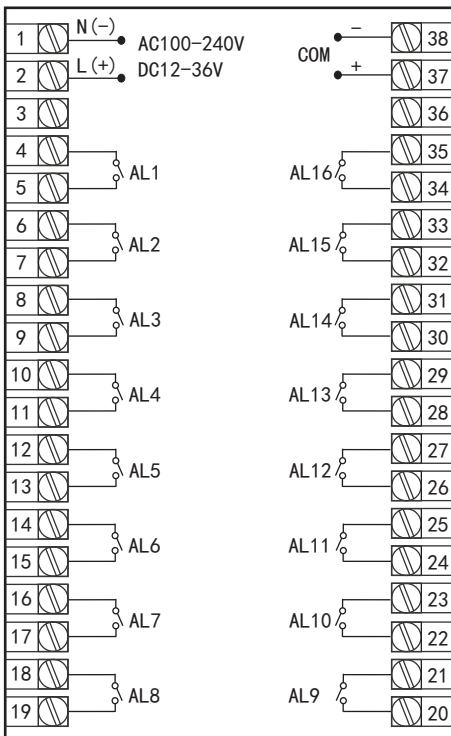 1 N(-) AC100-240V COM - 38
2 L(+) DC12-36V + 37
3 36
4 35
AL1 AL16
5 34
6 33
AL2 AL15
7 32
8 31
AL3 AL14
9 30
10 29
AL4 AL13
11 28
12 27
AL5 AL12
13 26
14 25
AL6 AL11
15 24
16 23
AL7 AL10
17 22
18 21
AL8 AL9
19 20